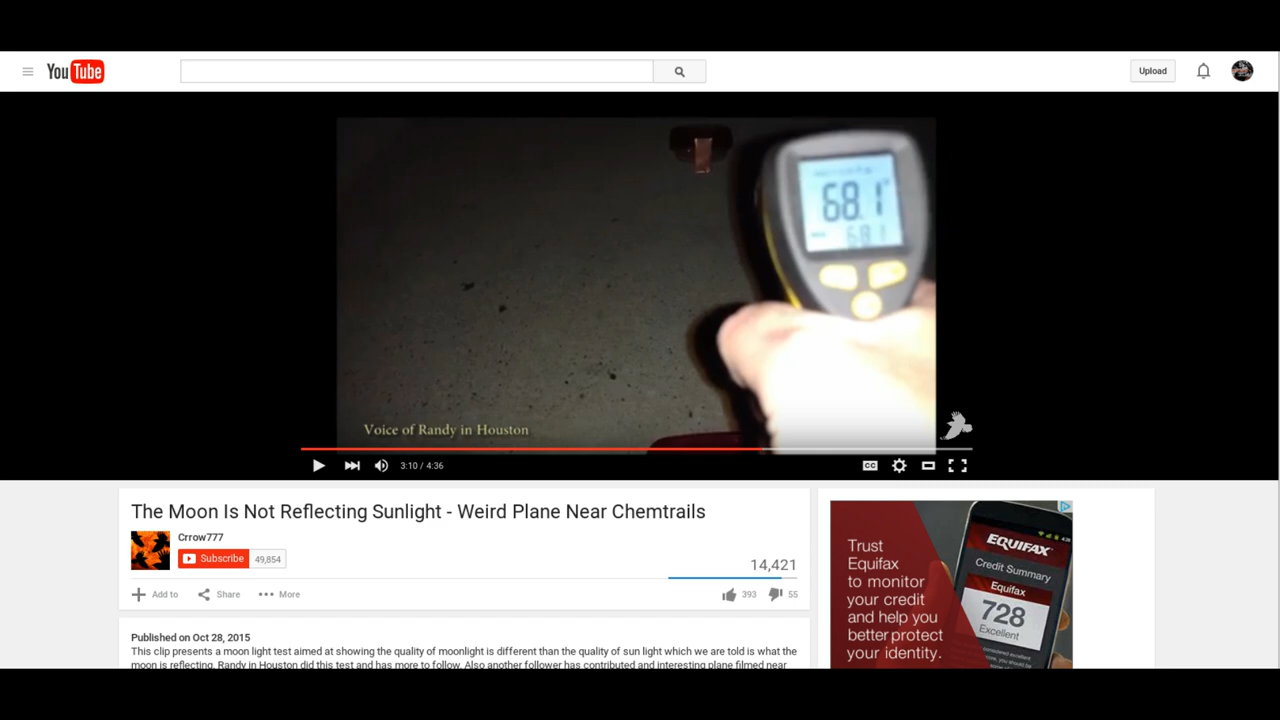 YouTube
Upload
68.1
68.1
Voice of Randy in Houston
3:10 / 4:36
CC
The Moon Is Not Reflecting Sunlight - Weird Plane Near Chemtrails
Crrow777
Subscribe 49,854
14,421
Add to Share More 393 55
Published on Oct 28, 2015
This clip presents a moon light test aimed at showing the quality of moonlight is different than the quality of sun light which we are told is what the
moon is reflecting. Randy in Houston did this test and has more to follow. Also another follower has contributed and interesting plane filmed near
Trust
Equifax
to monitor
your credit
and help you
better protect
your identity.
EQUIFAX
Credit Summary
Equifax
728
Excellent